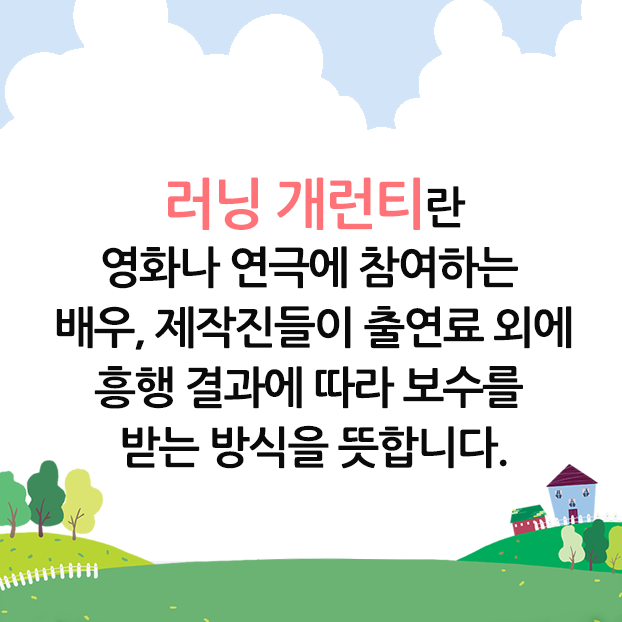 러닝 개런티란
영화나 연극에 참여하는
배우, 제작진들이 출연료 외에
흥행 결과에 따라 보수를
받는 방식을 뜻합니다.